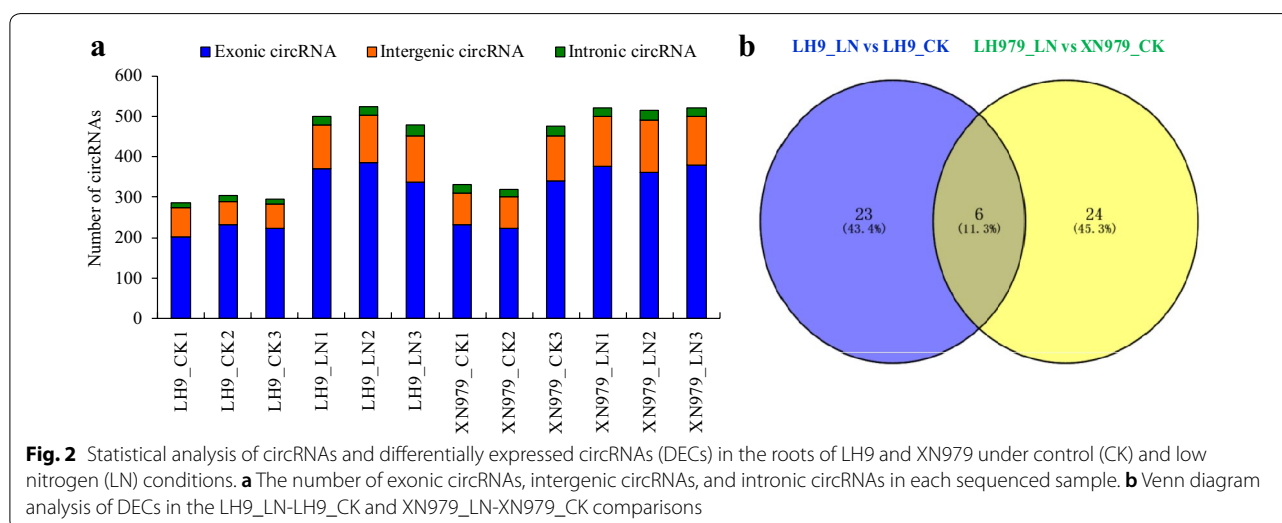 a
Exonic circRNA Intergenic circRNA Intronic circRNA
Number of circRNAs
600
500
400
300
200
100
0
LH9_CK1
LH9_CK2
LH9_CK3
LH9_LN1
LH9_LN2
LH9_LN3
XN979_CK1
XN979_CK2
XN979_CK3
XN979_LN1
XN979_LN2
XN979_LN3
b
LH9_LN vs LH9_CK LH979_LN vs XN979_CK
23
(43.4%)
6
(11.3%)
24
(45.3%)
Fig. 2 Statistical analysis of circRNAs and differentially expressed circRNAs (DECs) in the roots of LH9 and XN979 under control (CK) and low
nitrogen (LN) conditions. a The number of exonic circRNAs, intergenic circRNAs, and intronic circRNAs in each sequenced sample. b Venn diagram
analysis of DECs in the LH9_LN-LH9_CK and XN979_LN-XN979_CK comparisons